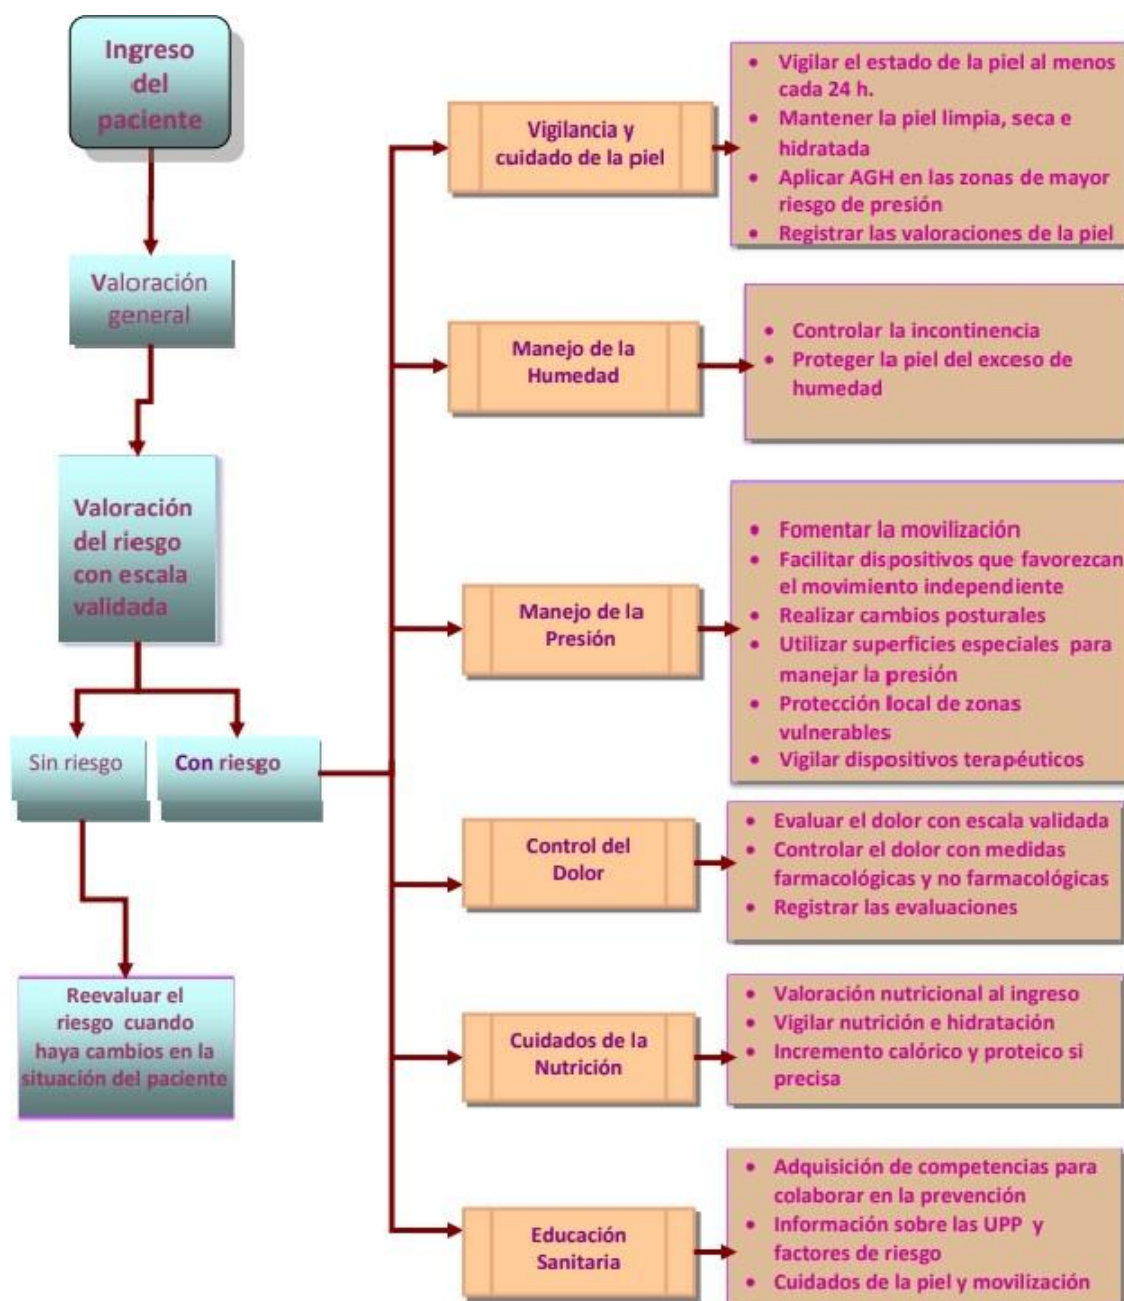 Ingreso
del
paciente
Valoración
general
Valoración
del riesgo
con escala
validada
Sin riesgo
Con riesgo
Reevaluar el
riesgo cuando
haya cambios en la
situación del paciente
Vigilancia y
cuidado de la piel
• Vigilar el estado de la piel al menos
cada 24 h.
• Mantener la piel limpia, seca e
hidratada
• Aplicar AGH en las zonas de mayor
riesgo de presión
• Registrar las valoraciones de la piel
Manejo de la
Humedad
• Controlar la incontinencia
• Proteger la piel del exceso de
humedad
Manejo de la
Presión
• Fomentar la movilización
• Facilitar dispositivos que favorezcan
el movimiento independiente
• Realizar cambios posturales
• Utilizar superficies especiales para
manejar la presión
• Protección local de zonas
vulnerables
• Vigilar dispositivos terapéuticos
Control del
Dolor
• Evaluar el dolor con escala validada
• Controlar el dolor con medidas
farmacológicas y no farmacológicas
• Registrar las evaluaciones
Cuidados de la
Nutrición
• Valoración nutricional al ingreso
• Vigilar nutrición e hidratación
• Incremento calórico y proteico si
precisa
Educación
Sanitaria
• Adquisición de competencias para
colaborar en la prevención
• Información sobre las UPP y
factores de riesgo
• Cuidados de la piel y movilización